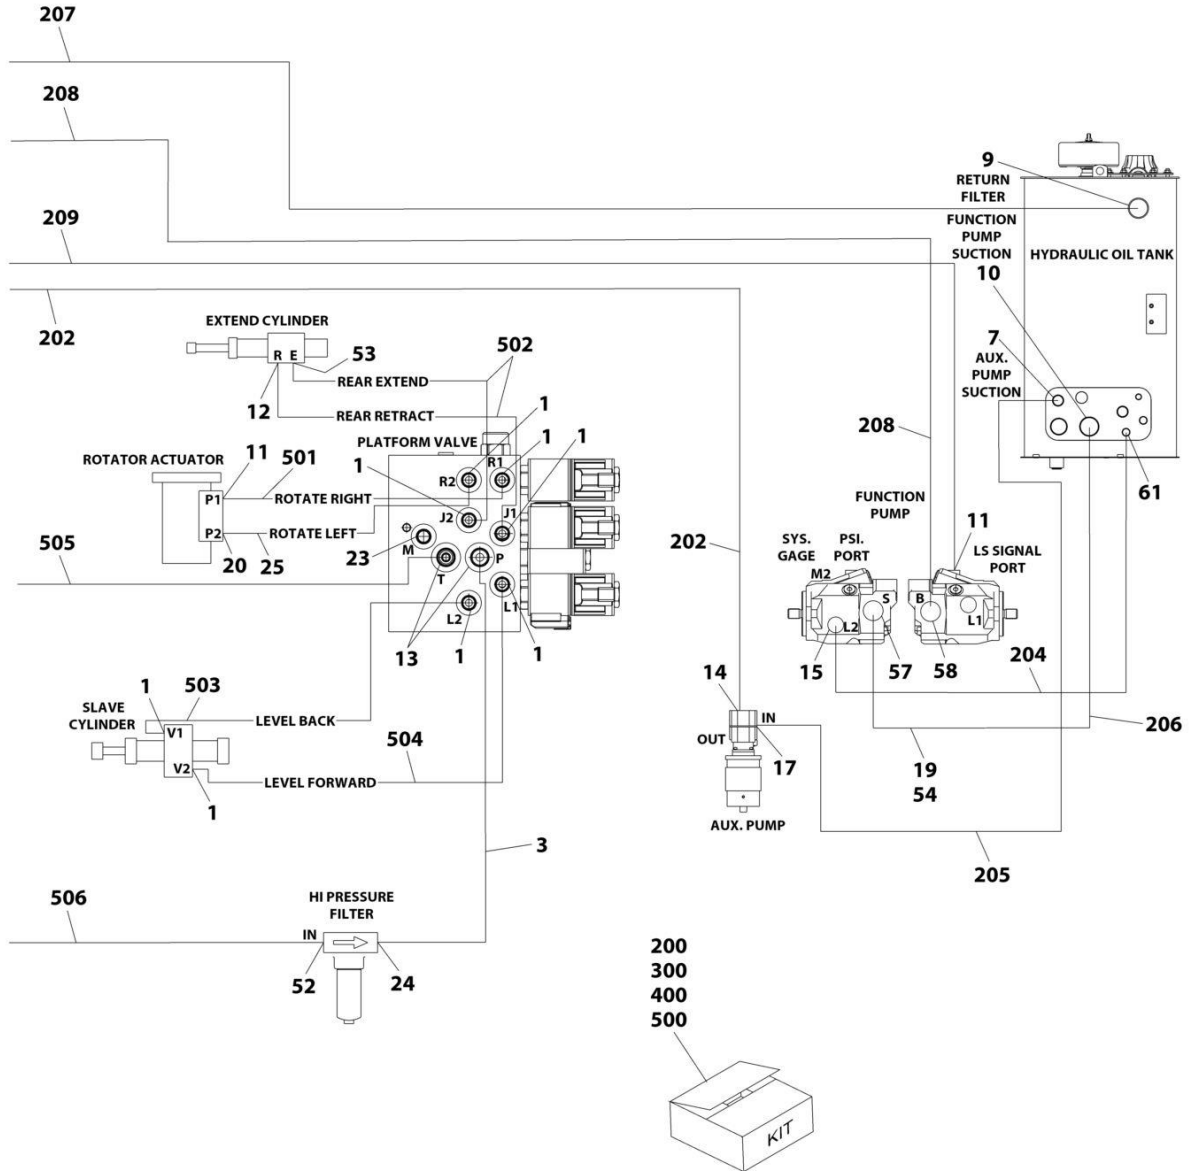 207
208
209
202
9
RETURN
FILTER
FUNCTION
PUMP
SUCTION
HYDRAULIC OIL TANK
10
7
AUX.
PUMP
SUCTION
61
EXTEND CYLINDER
R E
53
502
REAR EXTEND
12
REAR RETRACT
1
1
1
1
PLATFORM VALVE
R1
R2
ROTATOR ACTUATOR
11
501
P1
ROTATE RIGHT
J2
J1
P2
ROTATE LEFT
505
20
25
23
M
T
P
L2
L1
13
1
1
208
202
FUNCTION
PUMP
11
SYS.
GAGE
PSI.
PORT
LS SIGNAL
PORT
M2
S
B
L2
L1
15
57
58
204
206
1
503
SLAVE
CYLINDER
V1
LEVEL BACK
504
V2
LEVEL FORWARD
1
14
IN
OUT
17
19
54
AUX. PUMP
205
3
506
HI PRESSURE
FILTER
IN
52
24
200
300
400
500
KIT